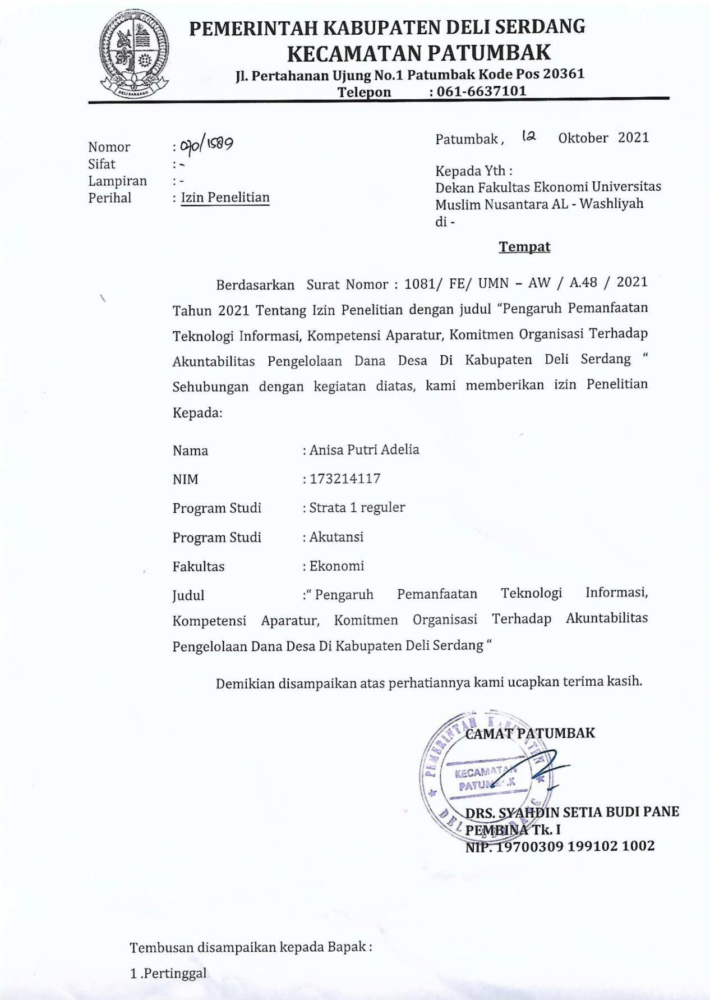 PEMERINTAH KABUPATEN DELI SERDANG
KECAMATAN PATUMBAK
Jl. Pertahanan Ujung No.1 Patumbak Kode Pos 20361
Telepon : 061-6637101
DELI SERDANG
Patumbak, 12 Oktober 2021
Nomor : 070/1589
Sifat : -
Lampiran : -
Perihal : Izin Penelitian
Kepada Yth :
Dekan Fakultas Ekonomi Universitas
Muslim Nusantara AL - Washliyah
di -
Tempat
Berdasarkan Surat Nomor : 1081/ FE/ UMN – AW / A.48 / 2021
Tahun 2021 Tentang Izin Penelitian dengan judul “Pengaruh Pemanfaatan
Teknologi Informasi, Kompetensi Aparatur, Komitmen Organisasi Terhadap
Akuntabilitas Pengelolaan Dana Desa Di Kabupaten Deli Serdang “
Sehubungan dengan kegiatan diatas, kami memberikan izin Penelitian
Kepada:
Nama : Anisa Putri Adelia
NIM : 173214117
Program Studi : Strata 1 reguler
Program Studi : Akutansi
Fakultas : Ekonomi
Judul :“ Pengaruh Pemanfaatan Teknologi Informasi,
Kompetensi Aparatur, Komitmen Organisasi Terhadap Akuntabilitas
Pengelolaan Dana Desa Di Kabupaten Deli Serdang “
Demikian disampaikan atas perhatiannya kami ucapkan terima kasih.
CAMAT PATUMBAK
PEMERINTAH KABUPATEN
KECAMATAN
PATUMBAK
DELI SERDANG
DRS. SYAHDIN SETIA BUDI PANE
PEMBINA Tk. I
NIP. 19700309 199102 1002
Tembusan disampaikan kepada Bapak :
1 .Pertinggal